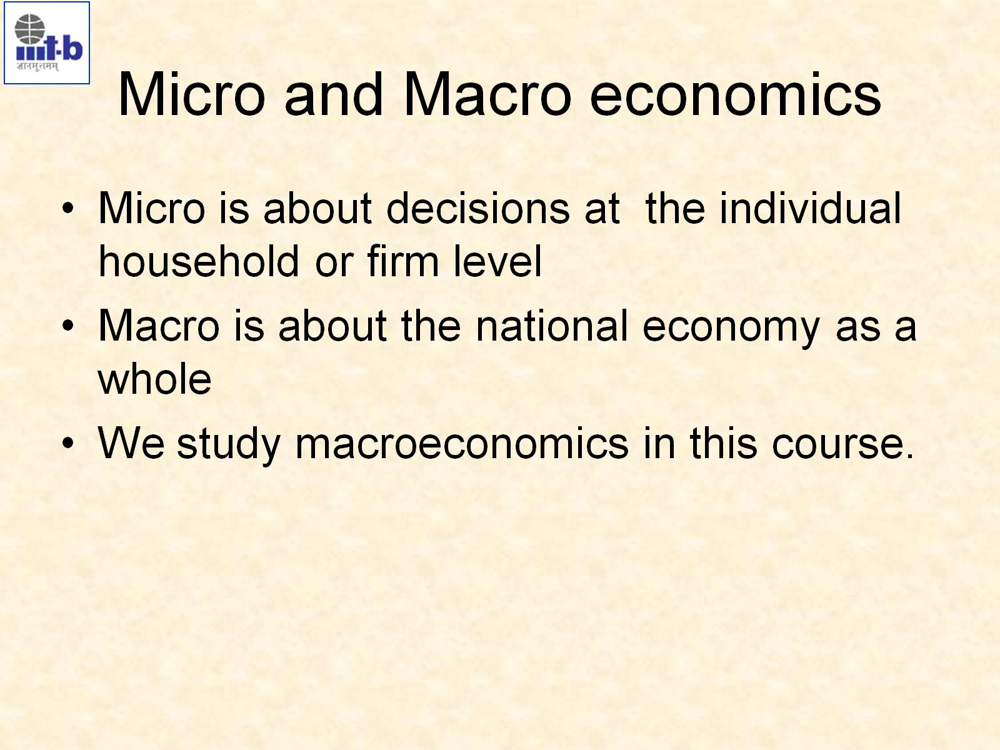 iiit-b
ज्ञानमुत्तमम्
Micro and Macro economics
• Micro is about decisions at  the individual
household or firm level
• Macro is about the national economy as a
whole
• We study macroeconomics in this course.